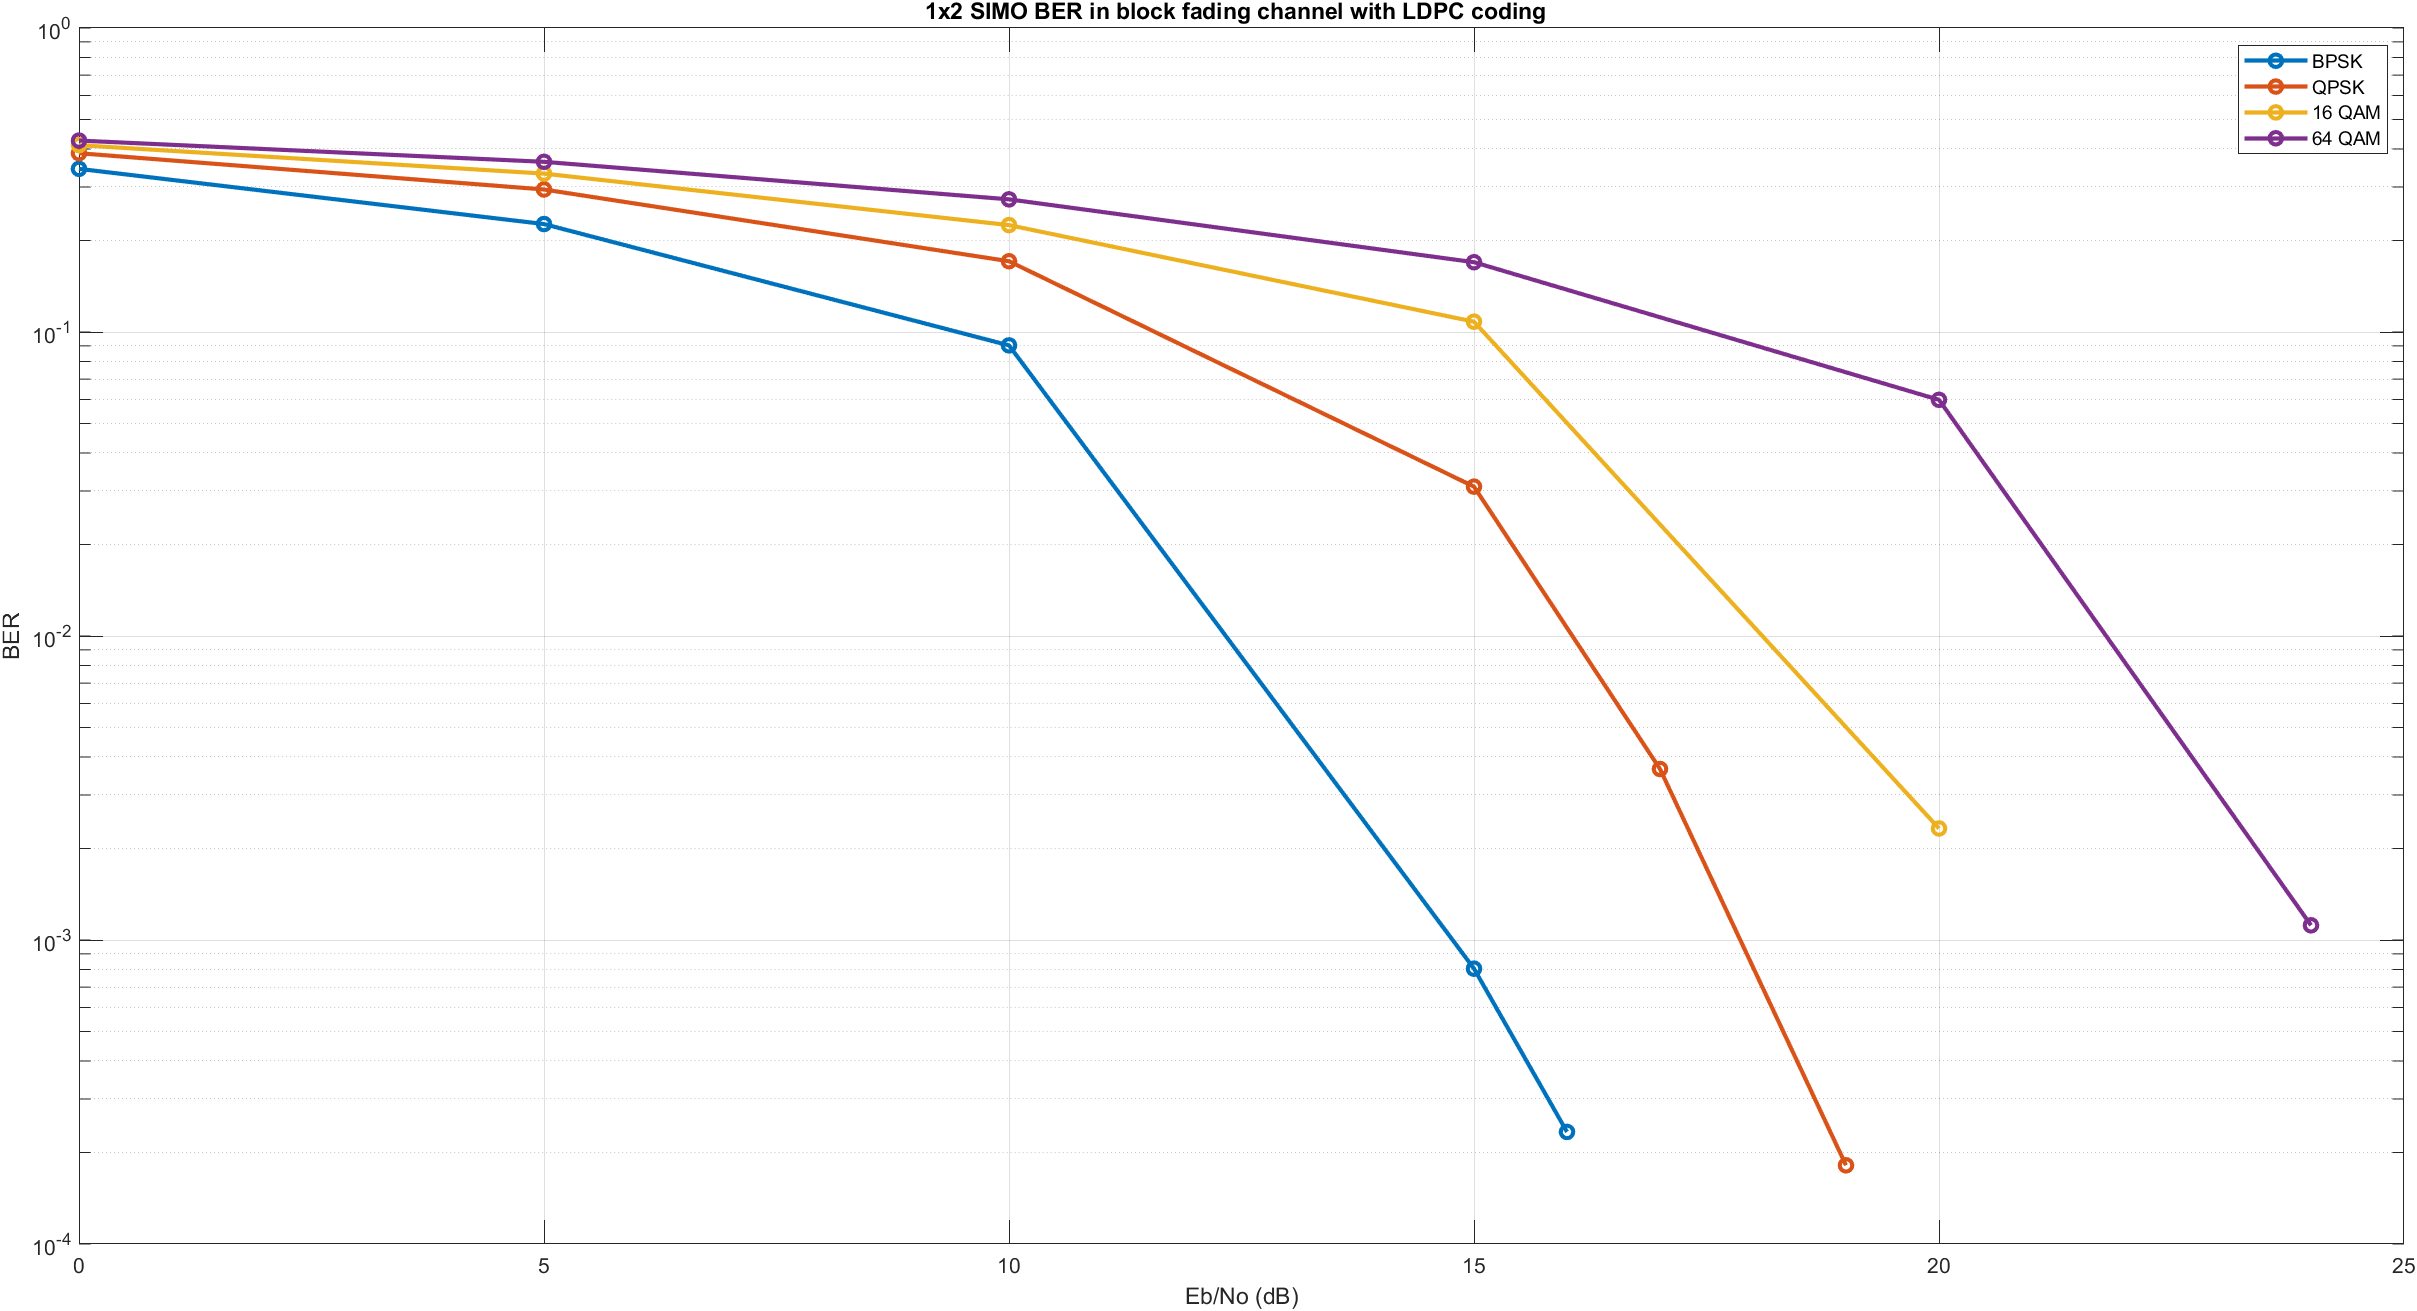 1x2 SIMO BER in block fading channel with LDPC coding
BPSK
QPSK
16 QAM
64 QAM
10^0
10^-1
10^-2
10^-3
10^-4
BER
0 5 10 15 20 25
Eb/No (dB)